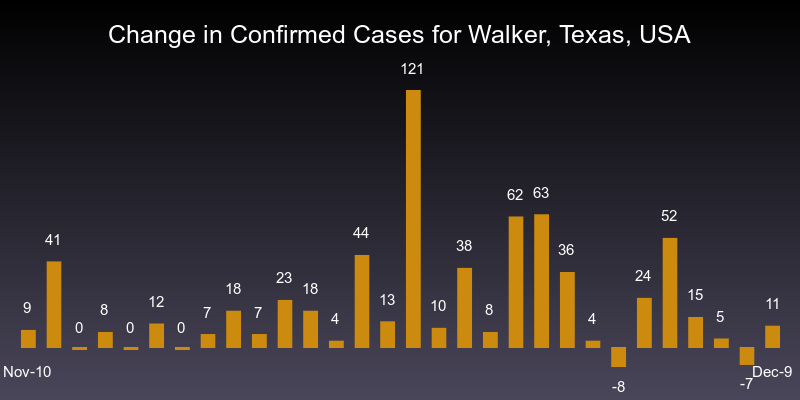 Change in Confirmed Cases for Walker, Texas, USA
121
62 63
52
41 44
38 36
23 24
18 18
9 8 12 7 7 13 10 8 15 11
0 0 0 4 4 5
Nov-10 Dec-9
-8 -7